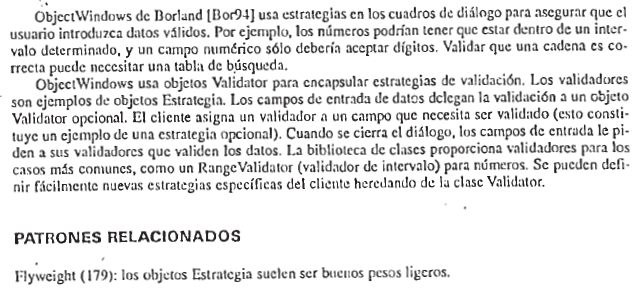 ObjectWindows de Borland [Bor94] usa estrategias en los cuadros de diálogo para asegurar que el
usuario introduzca datos válidos. Por ejemplo, los números podrían tener que estar dentro de un inter-
valo determinado, y un campo numérico sólo debería aceptar dígitos. Validar que una cadena es co-
rrecta puede necesitar una tabla de búsqueda.
ObjectWindows usa objetos Validator para encapsular estrategias de validación. Los validadores
son ejemplos de objetos Estrategia. Los campos de entrada de datos delegan la validación a un objeto
Validator opcional. El cliente asigna un validador a un campo que necesita ser validado (esto consti-
tuye un ejemplo de una estrategia opcional). Cuando se cierra el diálogo, los campos de entrada le pi-
den a sus validadores que validen los datos. La biblioteca de clases proporciona validadores para los
casos más comunes, como un RangeValidator (validador de intervalo) para números. Se pueden defi-
nir fácilmente nuevas estrategias específicas del cliente heredando de la clase Validator.
PATRONES RELACIONADOS
Flyweight (179): los objetos Estrategia suelen ser buenos pesos ligeros.